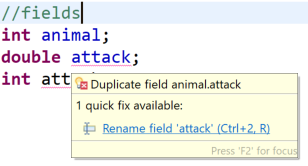 //fields
int animal;
double attack;
int att
Duplicate field animal.attack
1 quick fix available:
Rename field 'attack' (Ctrl+2, R)
Press 'F2' for focus